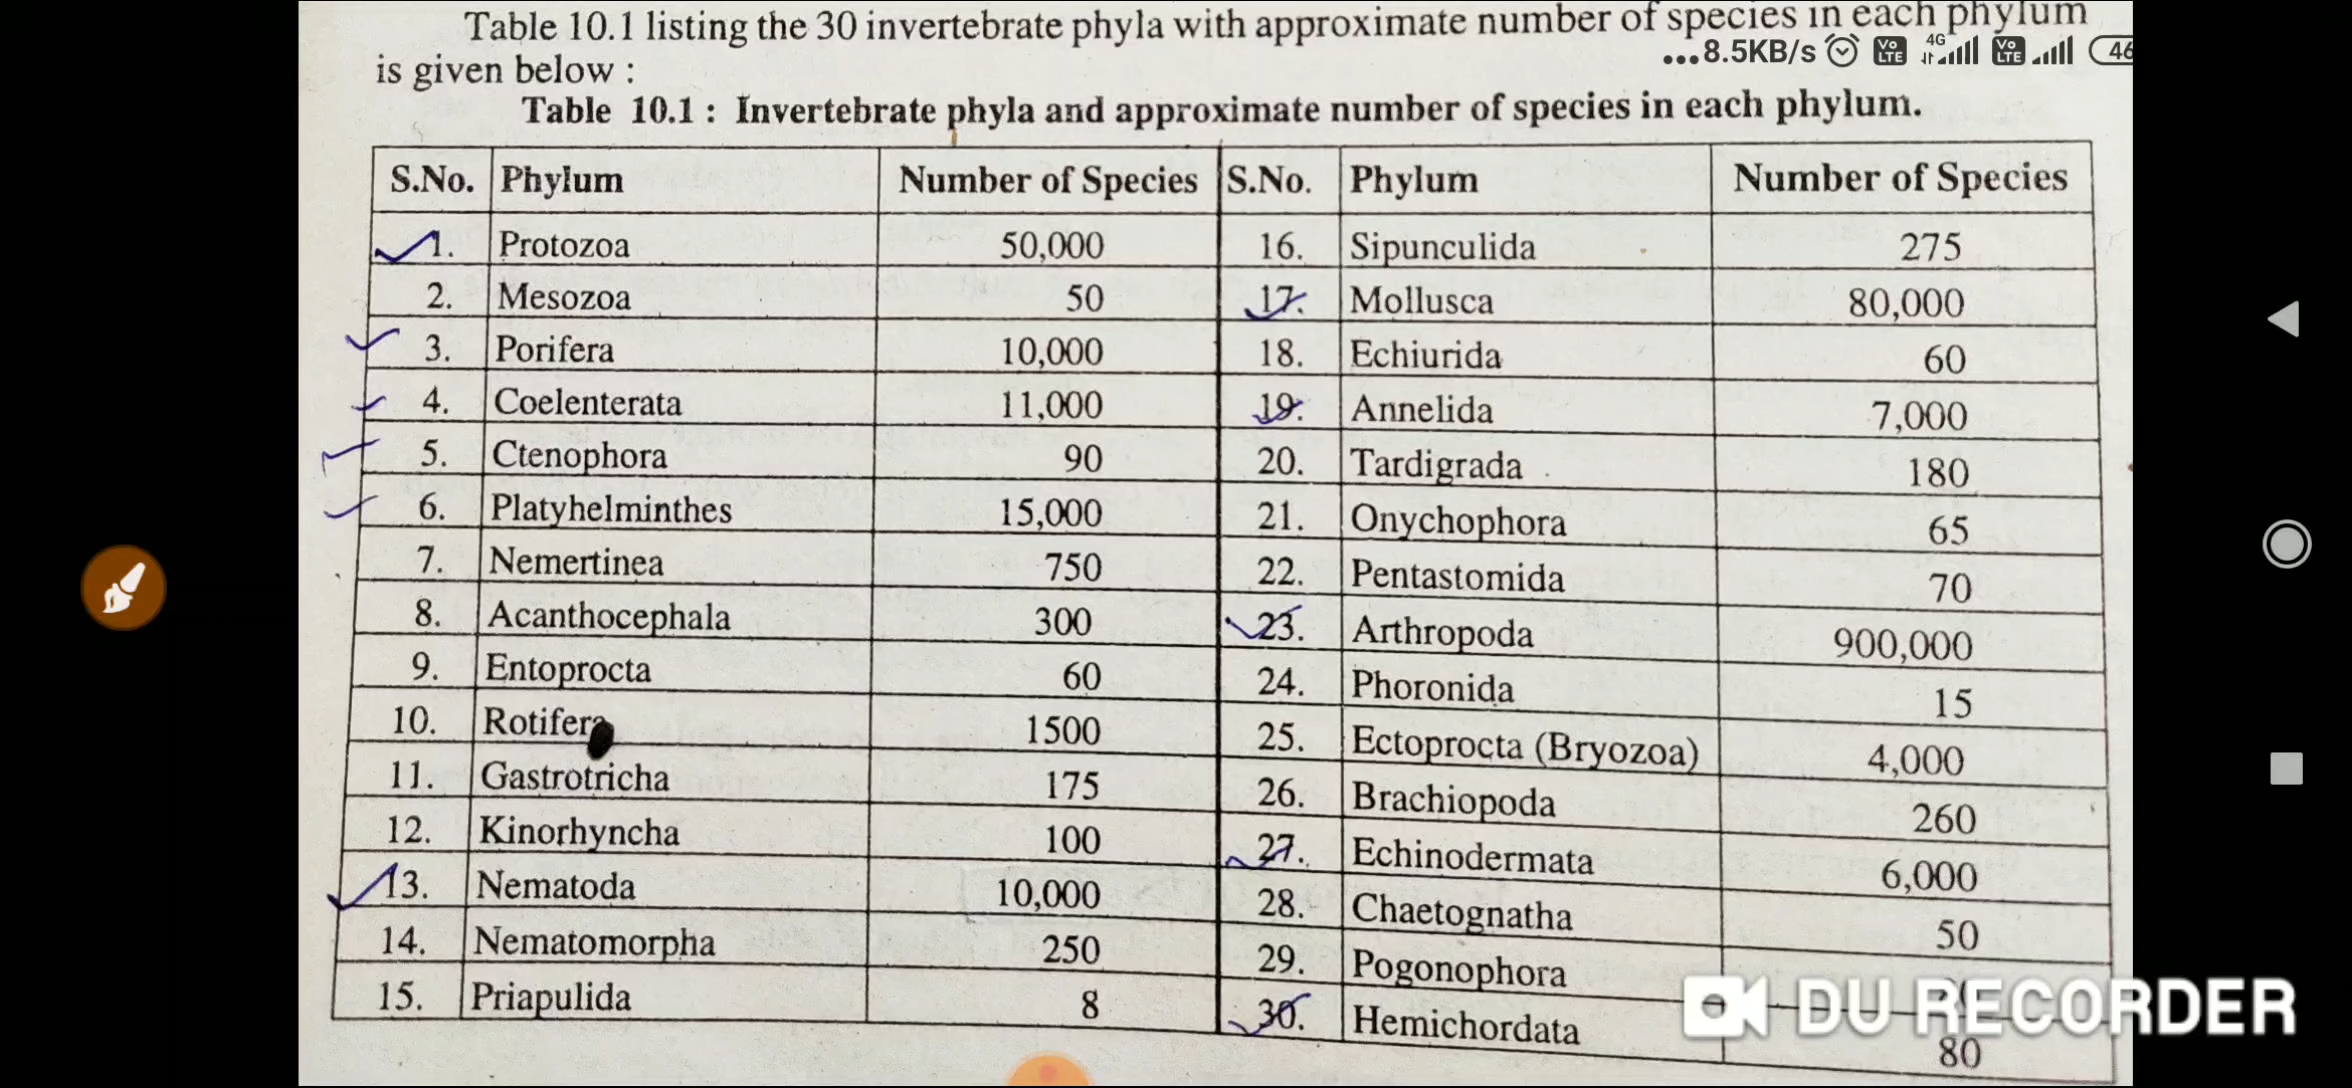 Table 10.1 listing the 30 invertebrate phyla with approximate number of species in each phylum
...8.5KB/s Vo LTE 4G Vo LTE 46
is given below :
Table 10.1 : Invertebrate phyla and approximate number of species in each phylum.
S.No. Phylum Number of Species S.No. Phylum Number of Species
1. Protozoa 50,000 16. Sipunculida 275
2. Mesozoa 50 17. Mollusca 80,000
3. Porifera 10,000 18. Echiurida 60
4. Coelenterata 11,000 19. Annelida 7,000
5. Ctenophora 90 20. Tardigrada 180
6. Platyhelminthes 15,000 21. Onychophora 65
7. Nemertinea 750 22. Pentastomida 70
8. Acanthocephala 300 23. Arthropoda 900,000
9. Entoprocta 60 24. Phoronida 15
10. Rotifera 1500 25. Ectoprocta (Bryozoa) 4,000
11. Gastrotricha 175 26. Brachiopoda 260
12. Kinorhyncha 100 27. Echinodermata 6,000
13. Nematoda 10,000 28. Chaetognatha 50
14. Nematomorpha 250 29. Pogonophora
15. Priapulida 8 30. Hemichordata 80
DU RECORDER